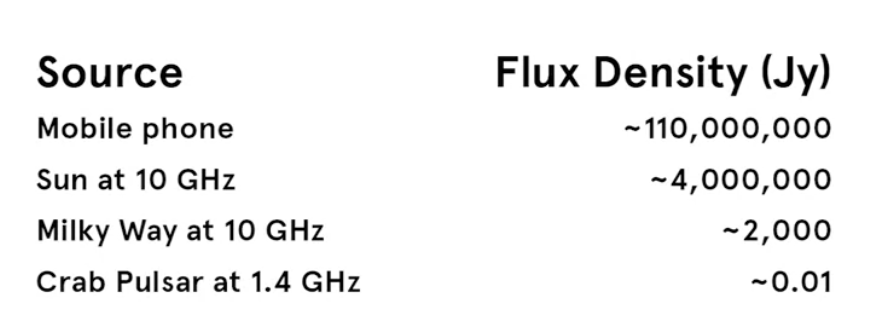 Source Flux Density (Jy)
Mobile phone ~110,000,000
Sun at 10 GHz ~4,000,000
Milky Way at 10 GHz ~2,000
Crab Pulsar at 1.4 GHz ~0.01